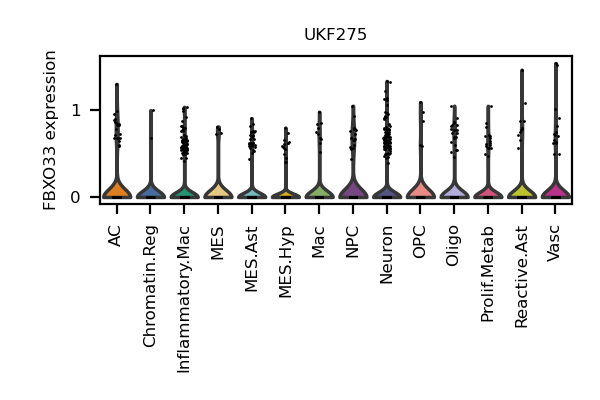 UKF275
FBXO33 expression
1
0
AC
Chromatin.Reg
Inflammatory.Mac
MES
MES.Ast
MES.Hyp
Mac
NPC
Neuron
OPC
Oligo
Prolif.Metab
Reactive.Ast
Vasc